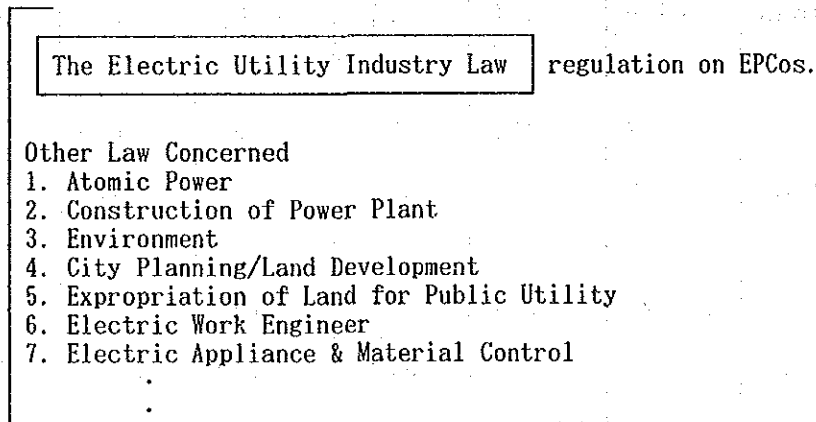 The Electric Utility Industry Law regulation on EPCos.
Other Law Concerned
1. Atomic Power
2. Construction of Power Plant
3. Environment
4. City Planning/Land Development
5. Expropriation of Land for Public Utility
6. Electric Work Engineer
7. Electric Appliance & Material Control
.
.